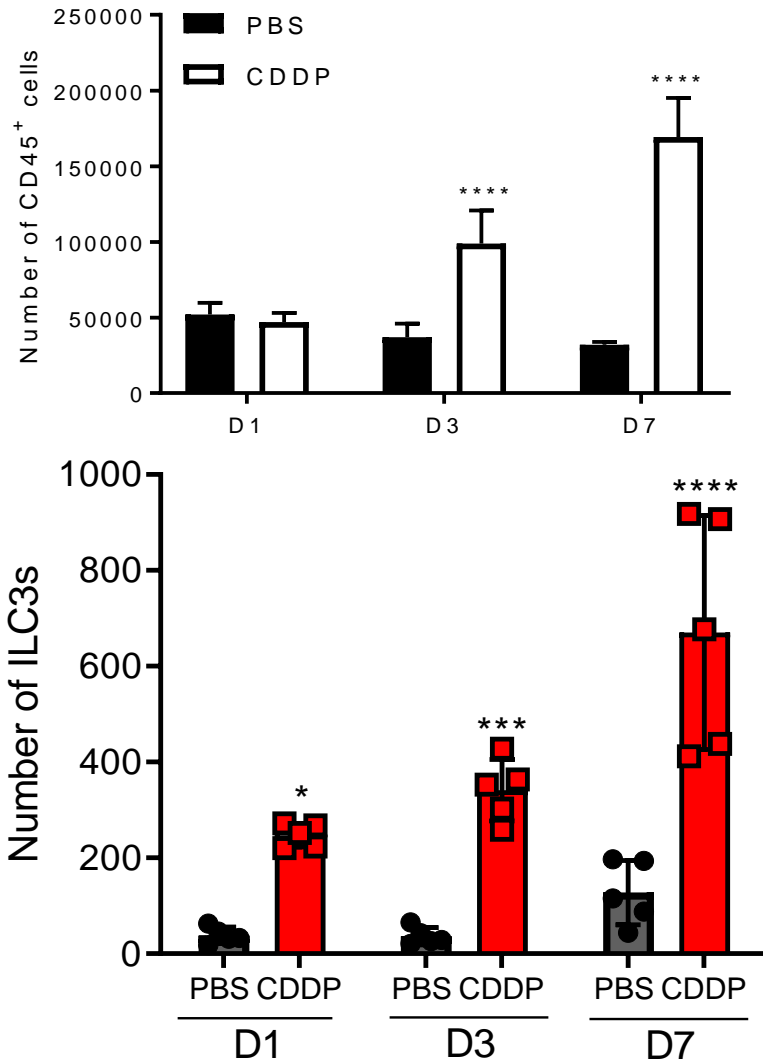 Number of CD45+ cells
250000
200000
150000
100000
50000
0
PBS
CDDP
****
****
D1 D3 D7
Number of ILC3s
1000
800
600
400
200
0
*
***
****
PBS CDDP PBS CDDP PBS CDDP
D1 D3 D7